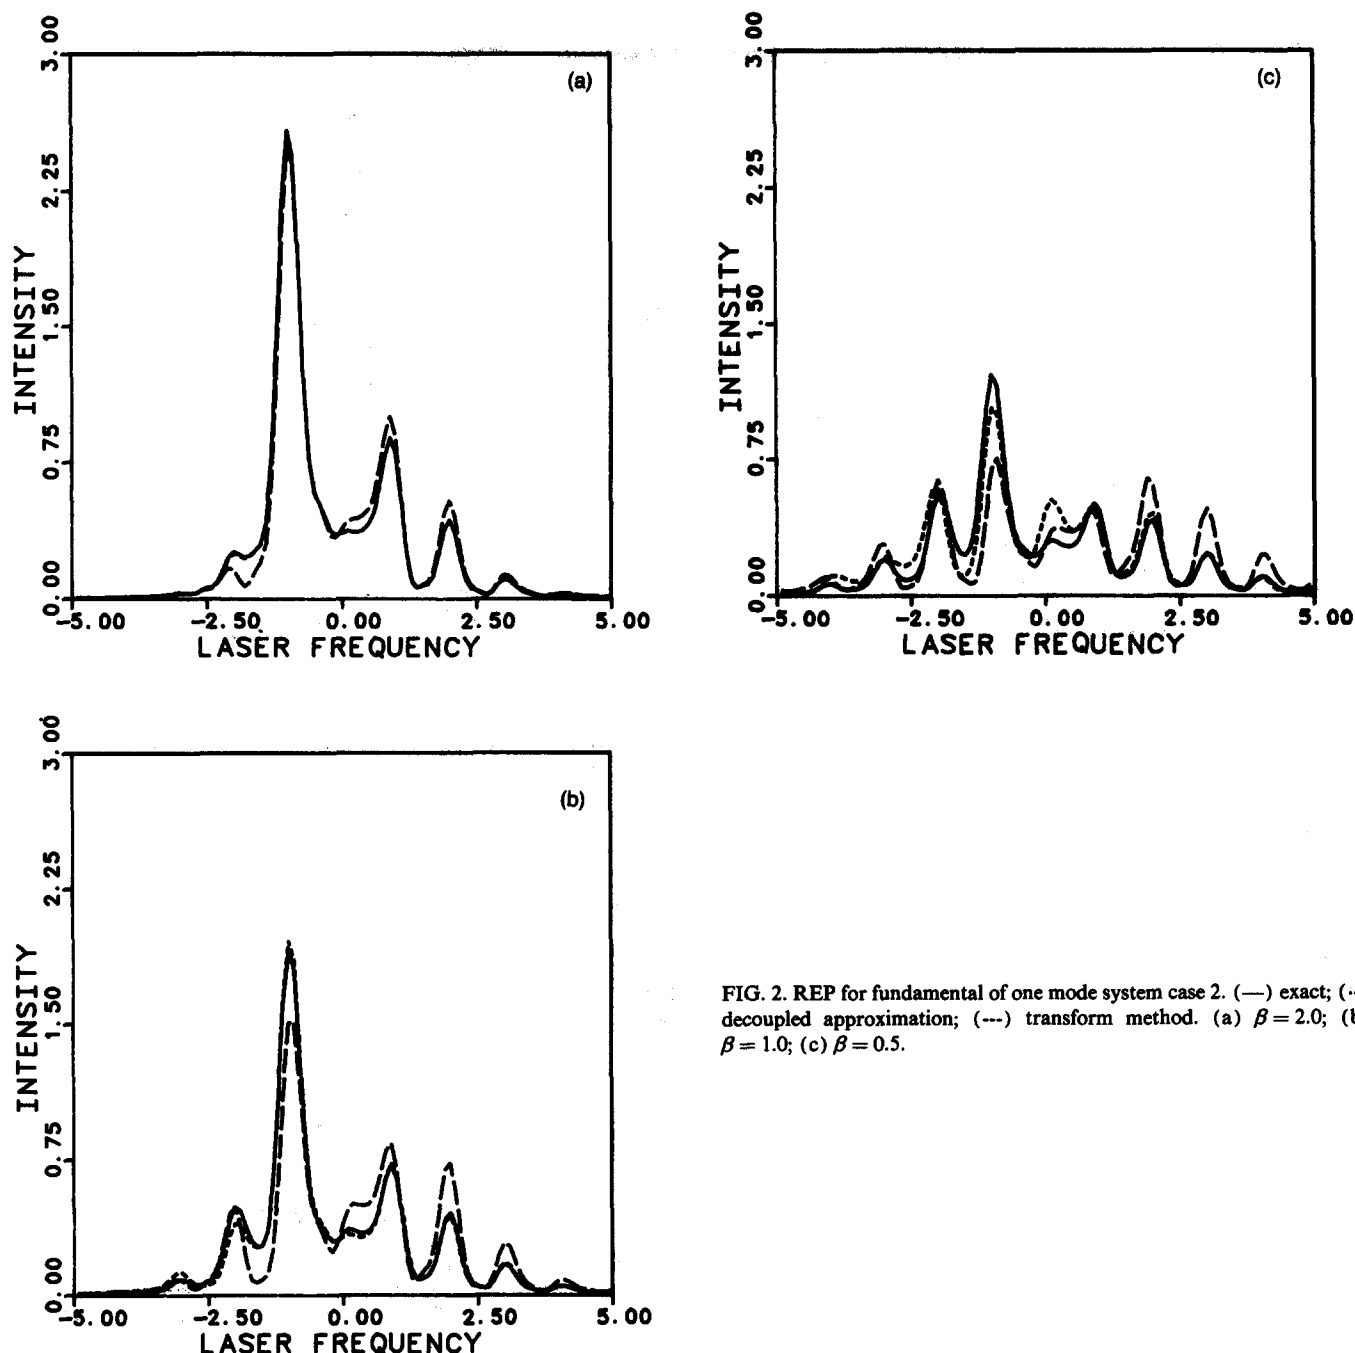 (a)
3.00
2.25
1.50
0.75
0.00
INTENSITY
-5.00 -2.50 0.00 2.50 5.00
LASER FREQUENCY
(c)
3.00
2.25
1.50
0.75
0.00
INTENSITY
-5.00 -2.50 0.00 2.50 5.00
LASER FREQUENCY
(b)
3.00
2.25
1.50
0.75
0.00
INTENSITY
-5.00 -2.50 0.00 2.50 5.00
LASER FREQUENCY
FIG. 2. REP for fundamental of one mode system case 2. (—) exact; (
decoupled approximation; (---) transform method. (a) β = 2.0; (
β = 1.0; (c) β = 0.5.